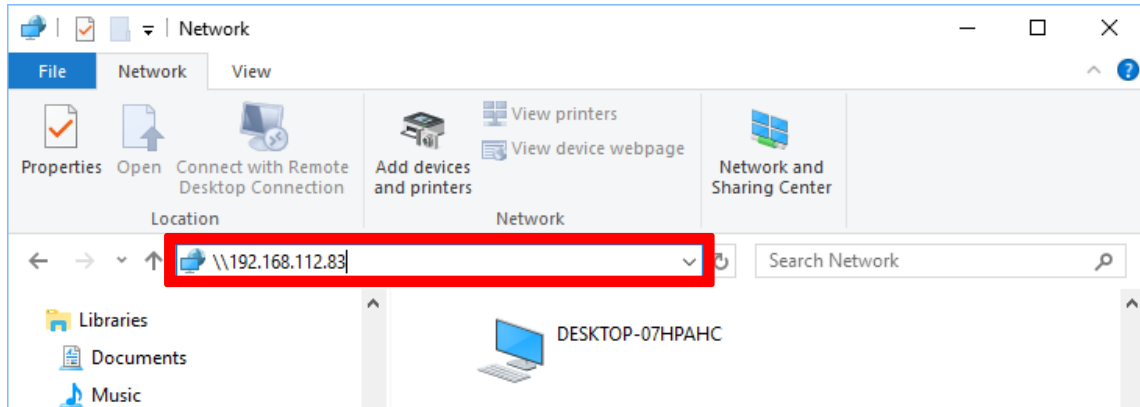 Network
File Network View
Properties Open Connect with Remote Desktop Connection
Add devices and printers
View printers
View device webpage
Network and Sharing Center
Location Network
\\192.168.112.83
Search Network
Libraries
DESKTOP-07HPAHC
Documents
Music